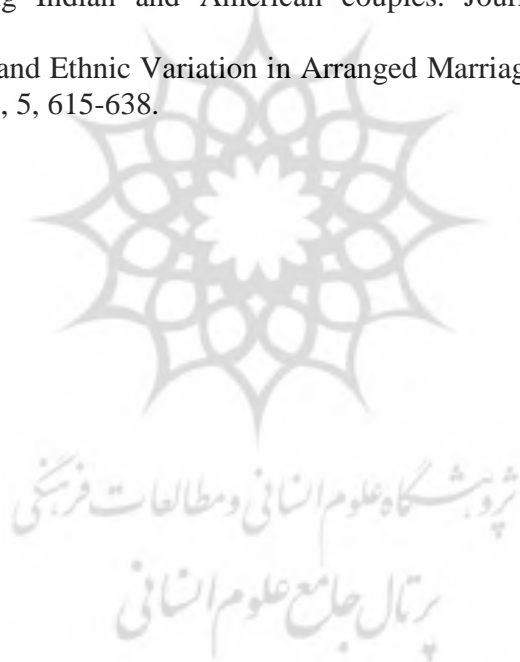 ng Indian and American couples. Jour
and Ethnic Variation in Arranged Marriag
, 5, 615-638.
پژوهشگاه علوم انسانی و مطالعات فرهنگی
پرتال جامع علوم انسانی